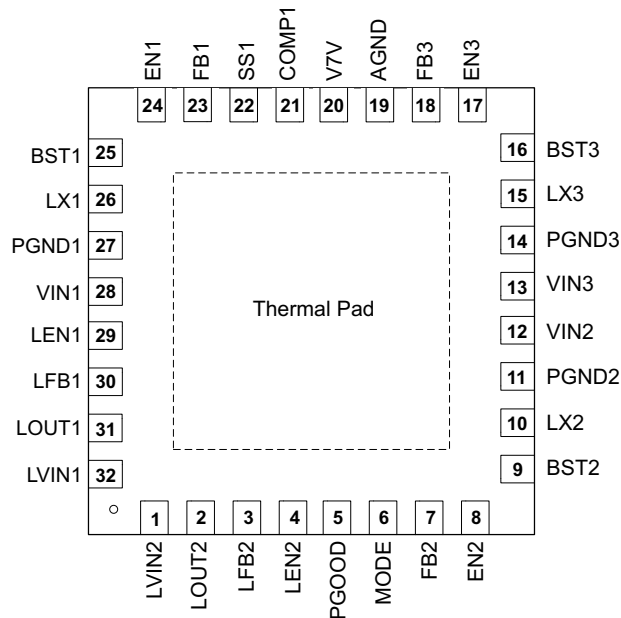 EN1 FB1 SS1 COMP1 V7V AGND FB3 EN3
24 23 22 21 20 19 18 17
BST1 25
LX1 26
PGND1 27
VIN1 28
LEN1 29
LFB1 30
LOUT1 31
LVIN1 32
Thermal Pad
16 BST3
15 LX3
14 PGND3
13 VIN3
12 VIN2
11 PGND2
10 LX2
9 BST2
1 2 3 4 5 6 7 8
LVIN2 LOUT2 LFB2 LEN2 PGOOD MODE FB2 EN2